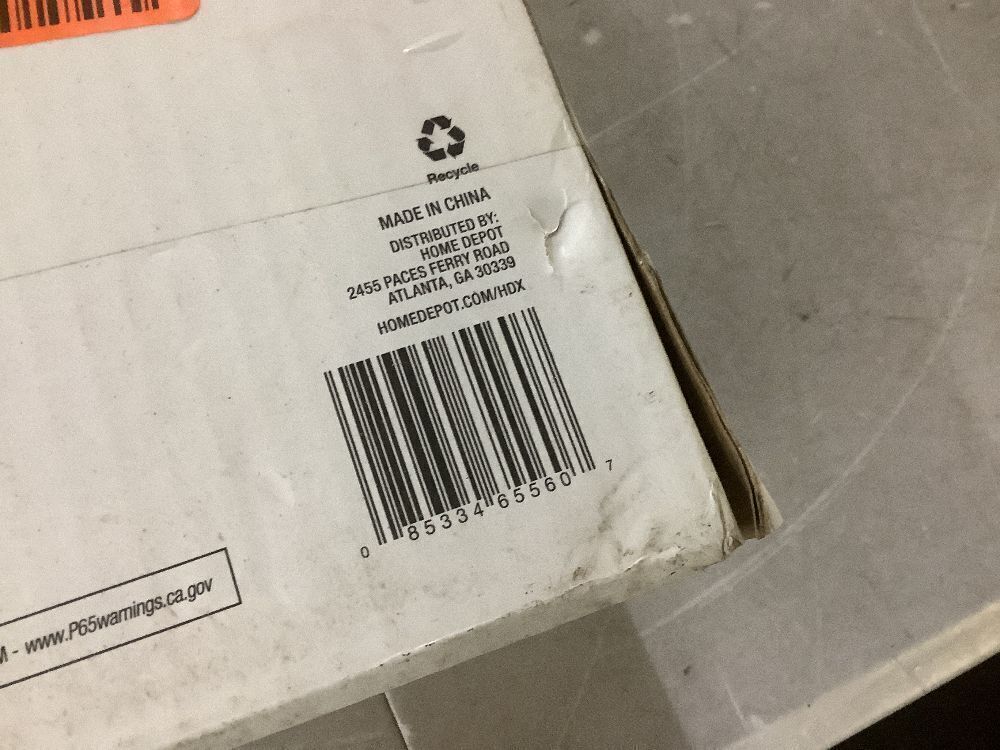 Recycle
MADE IN CHINA
DISTRIBUTED BY:
HOME DEPOT
2455 PACES FERRY ROAD
ATLANTA, GA 30339
HOMEDEPOT.COM/HDX
0 85334 65560 7
- www.P65warnings.ca.gov